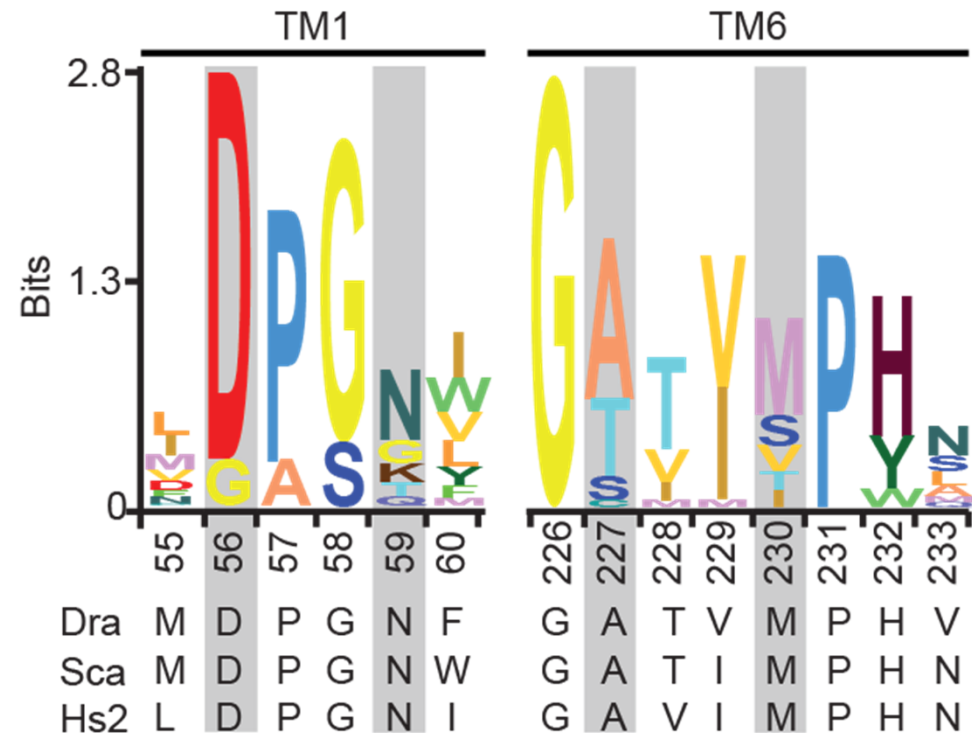 TM1 TM6
2.8
1.3
0
Bits
55 56 57 58 59 60 226 227 228 229 230 231 232 233
Dra M D P G N F G A T V M P H V
Sca M D P G N W G A T I M P H N
Hs2 L D P G N I G A V I M P H N